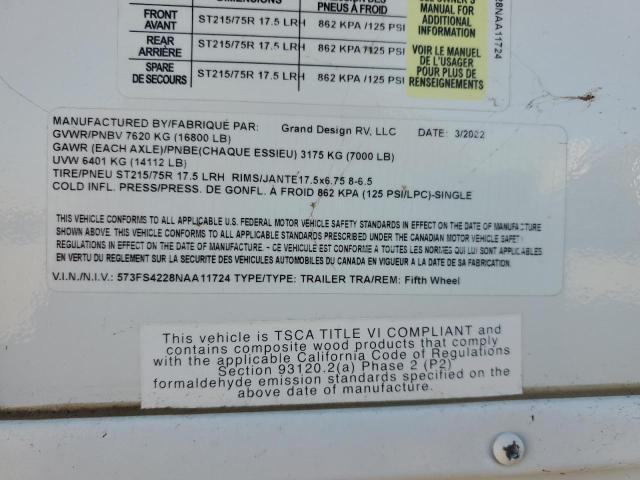 DIMENSIONS PNEUS À FROID
FRONT AVANT ST215/75R 17.5 LRH 862 KPA /125 PSI
REAR ARRIÈRE ST215/75R 17.5 LRH 862 KPA /125 PSI
SPARE DE SECOURS ST215/75R 17.5 LRH 862 KPA /125 PSI
MANUAL FOR
ADDITIONAL
INFORMATION
VOIR LE MANUEL
DE L'USAGER
POUR PLUS DE
RENSEIGNEMENTS
28NAA11724
MANUFACTURED BY/FABRIQUÉ PAR: Grand Design RV, LLC DATE: 3/2022
GVWR/PNBV 7620 KG (16800 LB)
GAWR (EACH AXLE)/PNBE(CHAQUE ESSIEU) 3175 KG (7000 LB)
UVW 6401 KG (14112 LB)
TIRE/PNEU ST215/75R 17.5 LRH RIMS/JANTE17.5x6.75 8-6.5
COLD INFL. PRESS/PRESS. DE GONFL. - À FROID 862 KPA (125 PSI/LPC)-SINGLE
THIS VEHICLE CONFORMS TO ALL APPLICABLE U.S. FEDERAL MOTOR VEHICLE SAFETY STANDARDS IN EFFECT ON THE DATE OF MANUFACTURE
SHOWN ABOVE. THIS VEHICLE CONFORMS TO ALL APPLICABLE STANDARDS PRESCRIBED UNDER THE CANADIAN MOTOR VEHICLE SAFETY
REGULATIONS IN EFFECT ON THE DATE OF MANUFACTURE - CE VEHICULE EST CONFORME A TOUTES LES NORMES QUI LUI SONT APPLICABLES
EN VERTU DU REGLEMENT SUR LA SECURITE DES VEHICULES AUTOMOBILES DU CANADA EN VIGUEUR A LA DATE DE SA FABRICATION.
V.I.N./N.I.V.: 573FS4228NAA11724 TYPE/TYPE: TRAILER TRA/REM: Fifth Wheel
This vehicle is TSCA TITLE VI COMPLIANT and
contains composite wood products that comply
with the applicable California Code of Regulations
Section 93120.2(a) Phase 2 (P2)
formaldehyde emission standards specified on the
above date of manufacture.